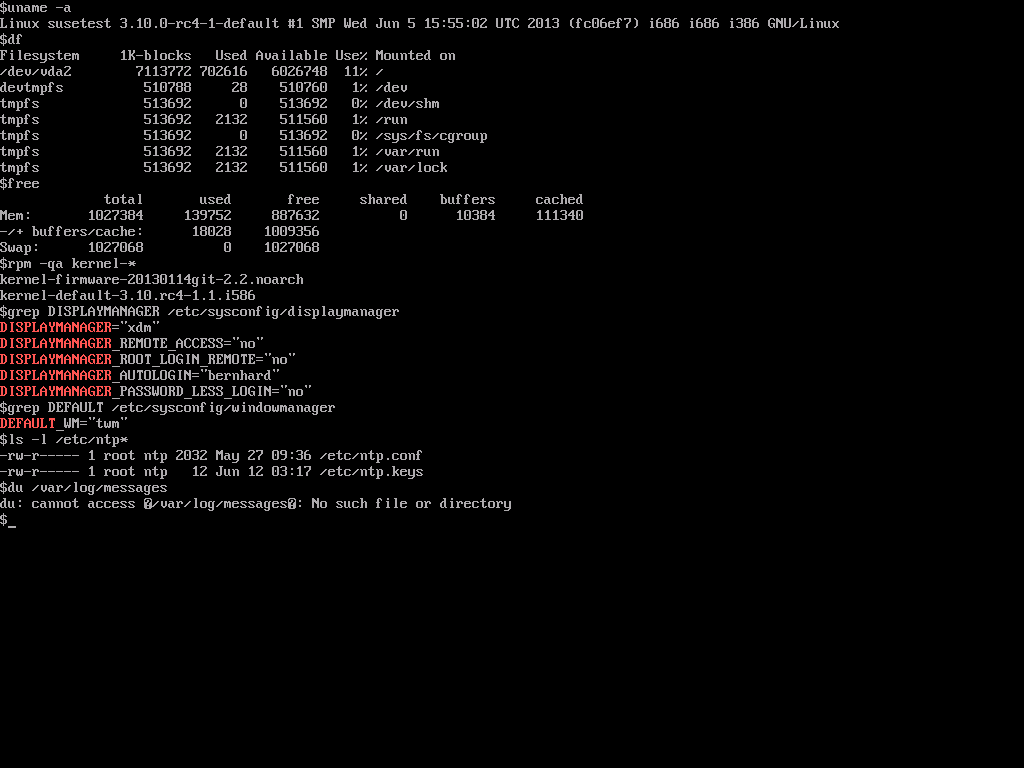 $uname -a
Linux susetest 3.10.0-rc4-1-default #1 SMP Wed Jun 5 15:55:02 UTC 2013 (fc06ef7) i686 i686 i386 GNU/Linux
$df
Filesystem     1K-blocks   Used Available Use% Mounted on
/dev/vda2        7113772 702616   6026748  11% /
devtmpfs          510788     28    510760   1% /dev
tmpfs             513692      0    513692   0% /dev/shm
tmpfs             513692   2132    511560   1% /run
tmpfs             513692      0    513692   0% /sys/fs/cgroup
tmpfs             513692   2132    511560   1% /var/run
tmpfs             513692   2132    511560   1% /var/lock
$free
             total       used       free     shared    buffers     cached
Mem:       1027384     139752     887632          0      10384     111340
-/+ buffers/cache:      18028    1009356
Swap:      1027068          0    1027068
$rpm -qa kernel-*
kernel-firmware-20130114git-2.2.noarch
kernel-default-3.10.rc4-1.1.i586
$grep DISPLAYMANAGER /etc/sysconfig/displaymanager
DISPLAYMANAGER="xdm"
DISPLAYMANAGER_REMOTE_ACCESS="no"
DISPLAYMANAGER_ROOT_LOGIN_REMOTE="no"
DISPLAYMANAGER_AUTOLOGIN="bernhard"
DISPLAYMANAGER_PASSWORD_LESS_LOGIN="no"
$grep DEFAULT /etc/sysconfig/windowmanager
DEFAULT_WM="twm"
$ls -l /etc/ntp*
-rw-r----- 1 root ntp 2032 May 27 09:36 /etc/ntp.conf
-rw-r----- 1 root ntp   12 Jun 12 03:17 /etc/ntp.keys
$du /var/log/messages
du: cannot access �/var/log/messages�: No such file or directory
$_